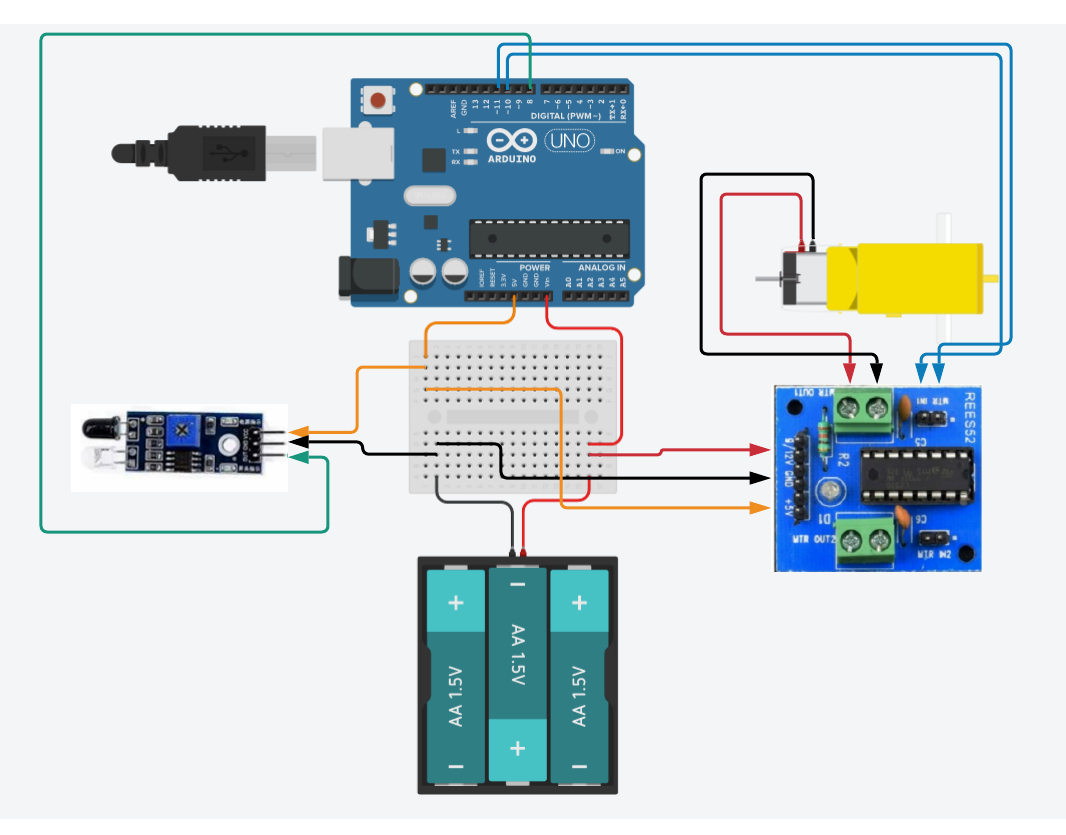 AREF
GND
13
12
~11
~10
~9
8
7
~6
~5
4
~3
2
TX→1
RX←0
DIGITAL (PWM~)
L
TX
RX
ARDUINO
UNO
ON
POWER
ANALOG IN
IOREF
RESET
3.3V
5V
GND
GND
Vin
A0
A1
A2
A3
A4
A5
MTR OUT1
MTR IN1
REES52
C5
R2
9/12V GND +5V
D1
C6
MTR OUT2
MTR IN2
AA 1.5V
AA 1.5V
AA 1.5V